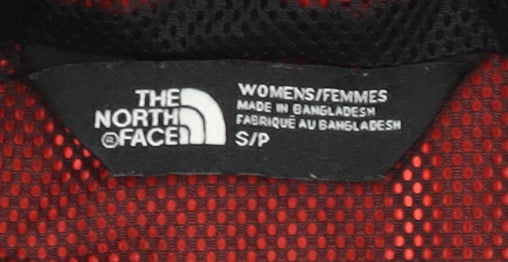 THE
NORTH
®FACE
WOMENS/FEMMES
MADE IN BANGLADESH
FABRIQUÉ AU BANGLADESH
S/P